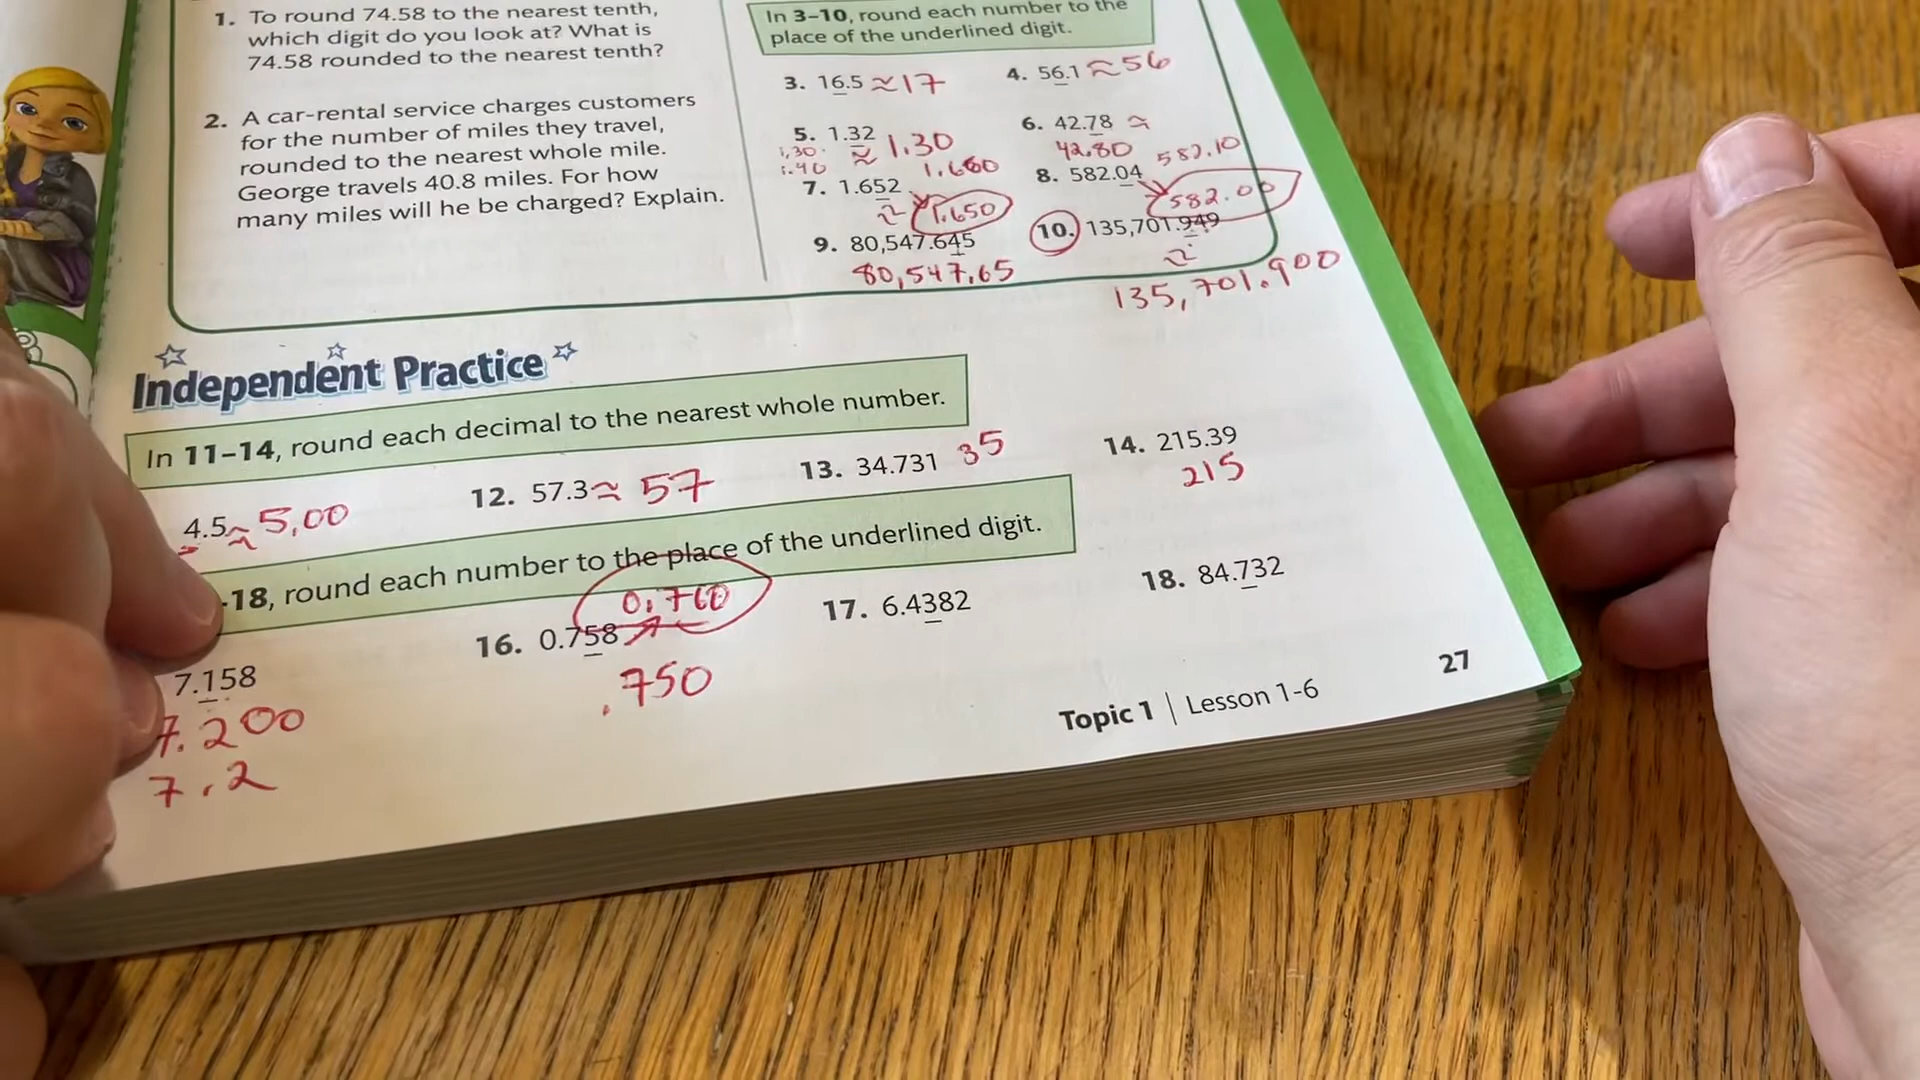 1. To round 74.58 to the nearest tenth,
which digit do you look at? What is
74.58 rounded to the nearest tenth?
2. A car-rental service charges customers
for the number of miles they travel,
rounded to the nearest whole mile.
George travels 40.8 miles. For how
many miles will he be charged? Explain.
In 3–10, round each number to the
place of the underlined digit.
3. 16.5 ≈ 17
4. 56.1 ≈ 56
5. 1.32 ≈ 1.30
1.30
1.40
6. 42.78 ≈
42.80
7. 1.652
1.660
≈ 1.650
8. 582.04
582.10
582.00
9. 80,547.645
80,547.65
10. 135,701.949
≈
135,701.900
Independent Practice
In 11–14, round each decimal to the nearest whole number.
4.5 ≈ 5.00
12. 57.3 ≈ 57
13. 34.731 35
14. 215.39
215
-18, round each number to the place of the underlined digit.
7.158
7.200
7.2
16. 0.758
0.760
.750
17. 6.4382
18. 84.732
Topic 1 | Lesson 1-6
27